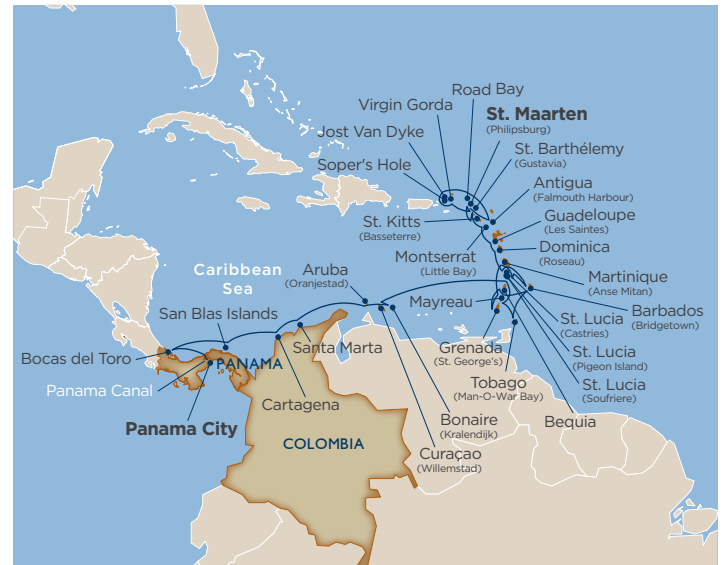 Road Bay
Virgin Gorda
St. Maarten
(Philipsburg)
Jost Van Dyke
St. Barthélemy
(Gustavia)
Soper's Hole
Antigua
(Falmouth Harbour)
St. Kitts
(Basseterre)
Guadeloupe
(Les Saintes)
Montserrat
(Little Bay)
Dominica
(Roseau)
Caribbean
Sea
Aruba
(Oranjestad)
Martinique
(Anse Mitan)
Mayreau
San Blas Islands
Barbados
(Bridgetown)
St. Lucia
(Castries)
Santa Marta
Grenada
(St. George's)
St. Lucia
(Pigeon Island)
Bocas del Toro
PANAMA
Tobago
(Man-O-War Bay)
St. Lucia
(Soufriere)
Panama Canal
Cartagena
Bonaire
(Kralendijk)
Bequia
Panama City
COLOMBIA
Curaçao
(Willemstad)